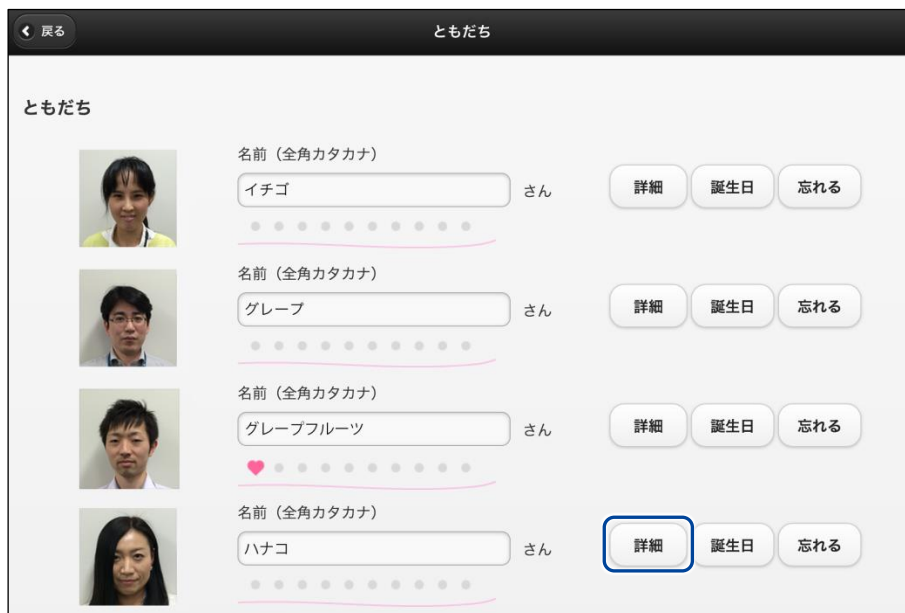 戻る
ともだち
ともだち
名前（全角カタカナ）
イチゴ さん 詳細 誕生日 忘れる
名前（全角カタカナ）
グレープ さん 詳細 誕生日 忘れる
名前（全角カタカナ）
グレープフルーツ さん 詳細 誕生日 忘れる
名前（全角カタカナ）
ハナコ さん 詳細 誕生日 忘れる